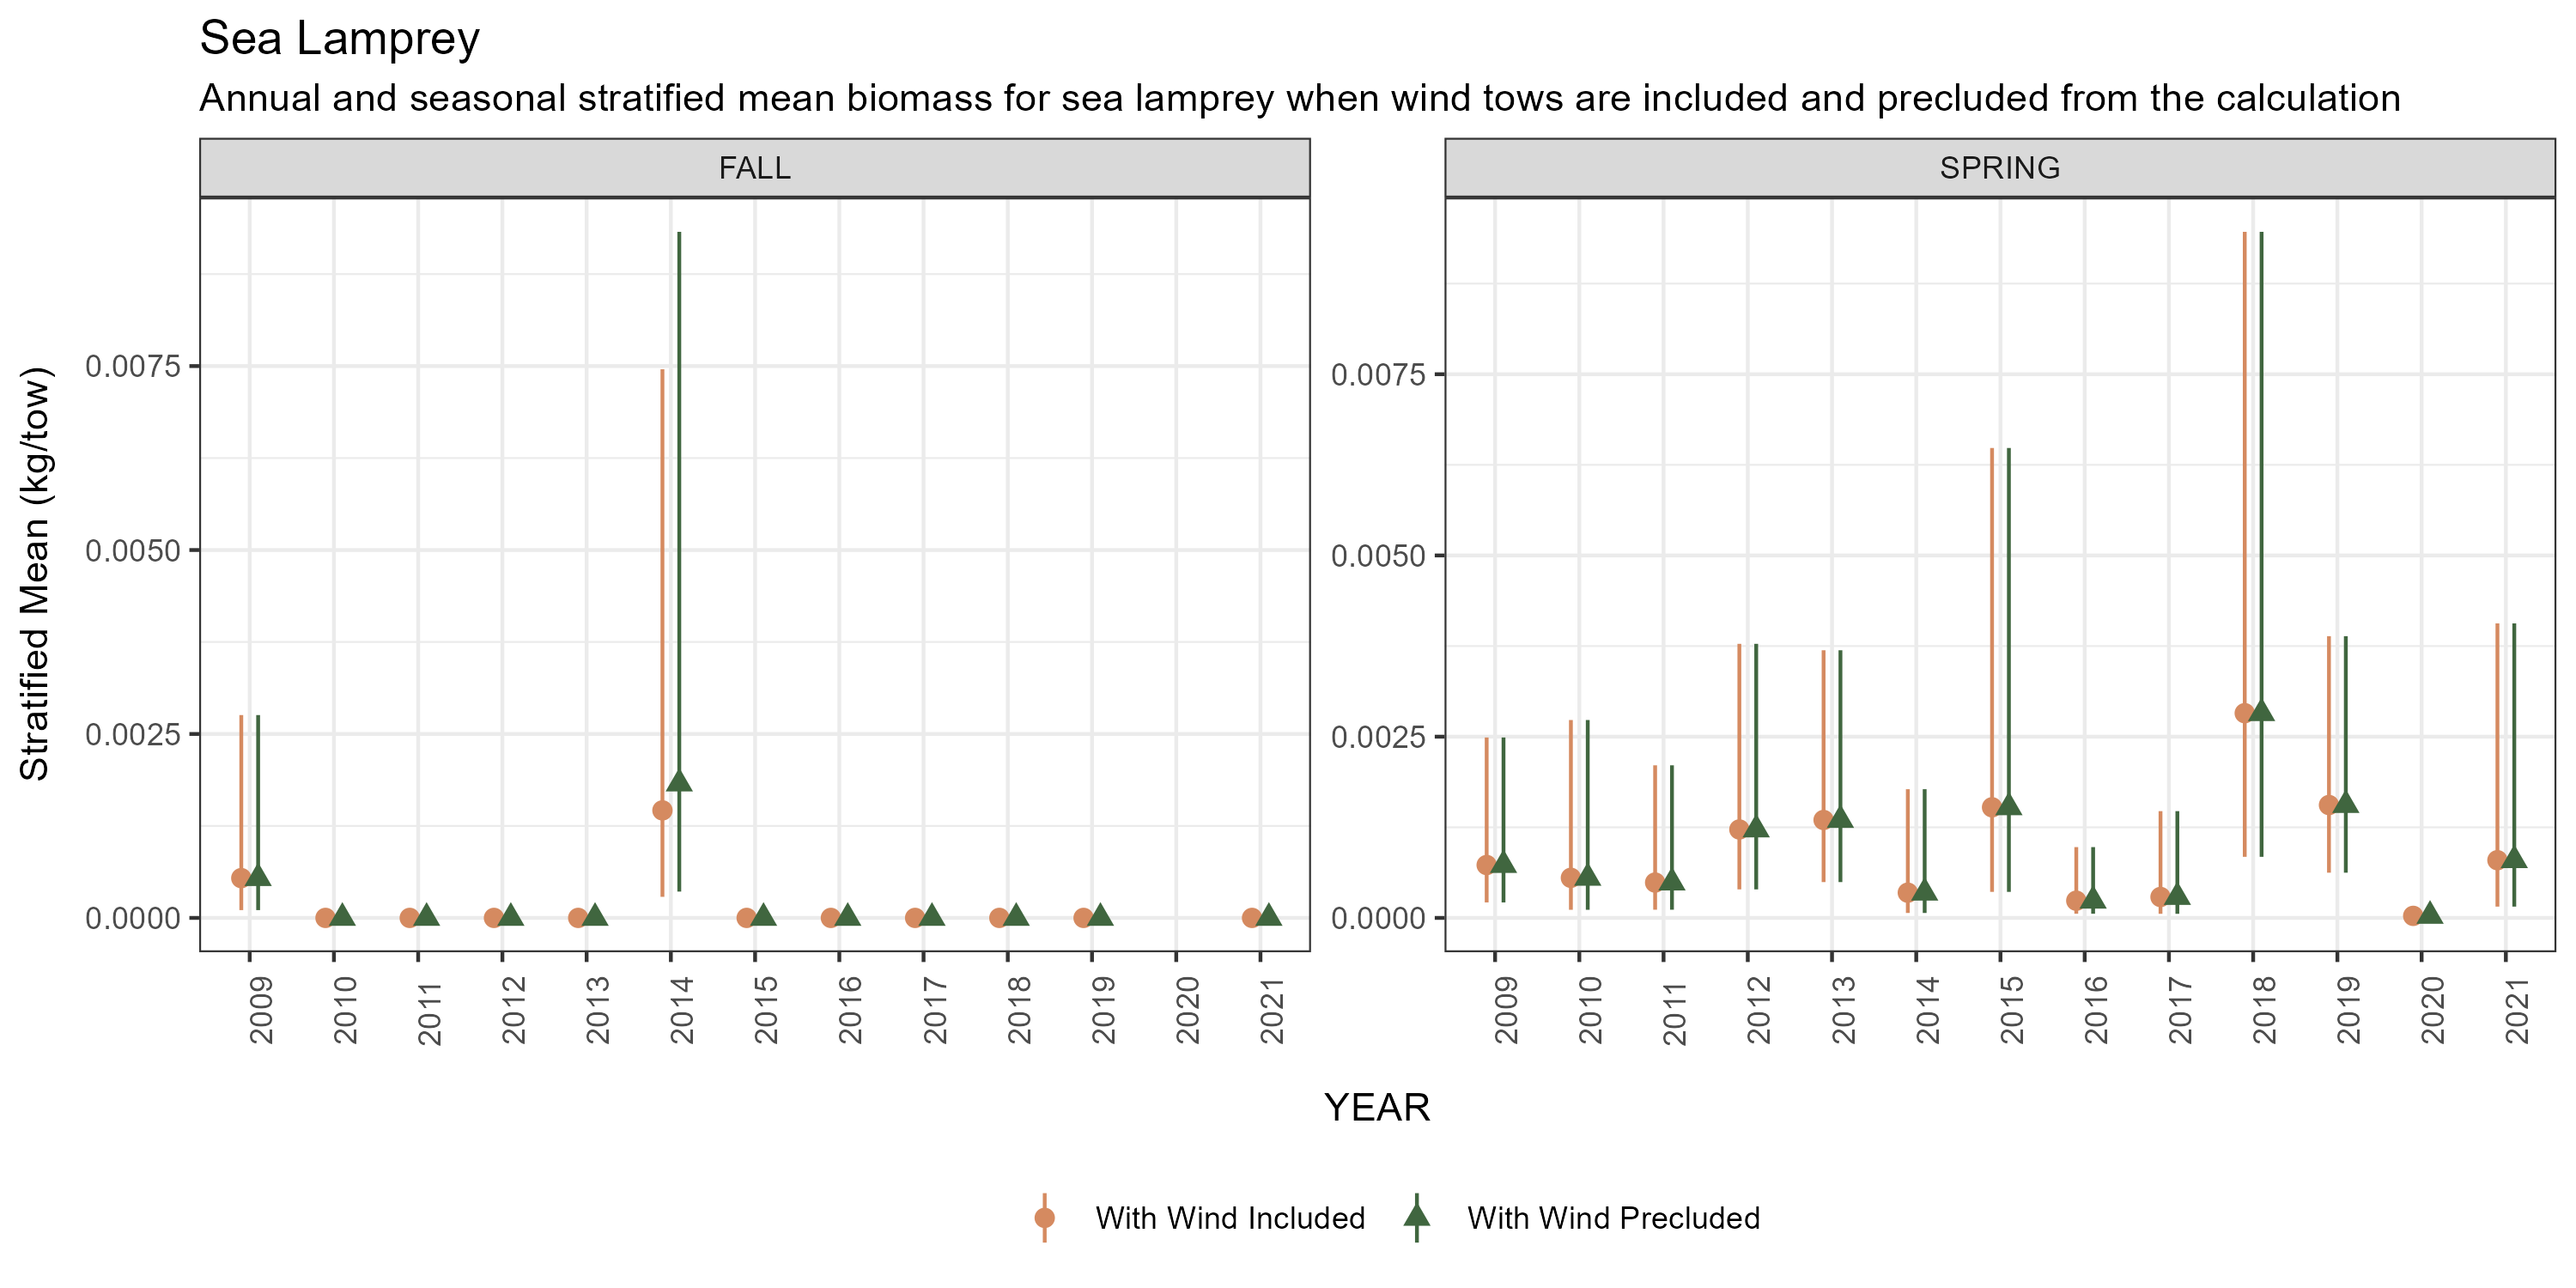 Sea Lamprey
Annual and seasonal stratified mean biomass for sea lamprey when wind tows are included and precluded from the calculation
FALL
SPRING
Stratified Mean (kg/tow)
0.0075
0.0050
0.0025
0.0000
0.0075
0.0050
0.0025
0.0000
2009 2010 2011 2012 2013 2014 2015 2016 2017 2018 2019 2020 2021
2009 2010 2011 2012 2013 2014 2015 2016 2017 2018 2019 2020 2021
YEAR
With Wind Included With Wind Precluded